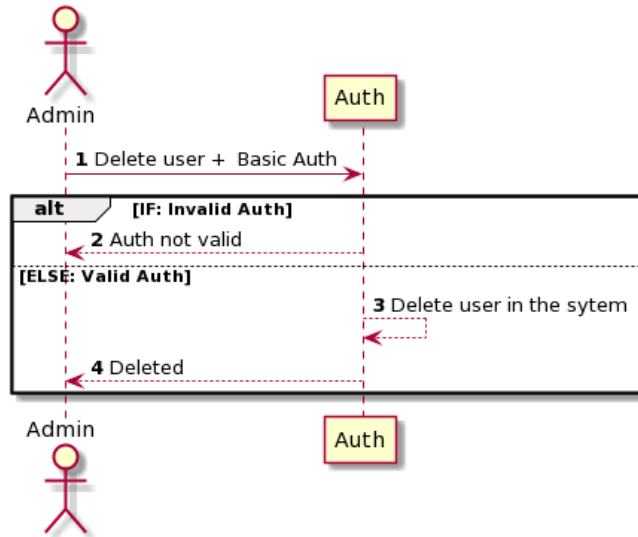 Admin
Auth
1 Delete user + Basic Auth
alt [IF: Invalid Auth]
2 Auth not valid
[ELSE: Valid Auth]
3 Delete user in the sytem
4 Deleted
Admin
Auth